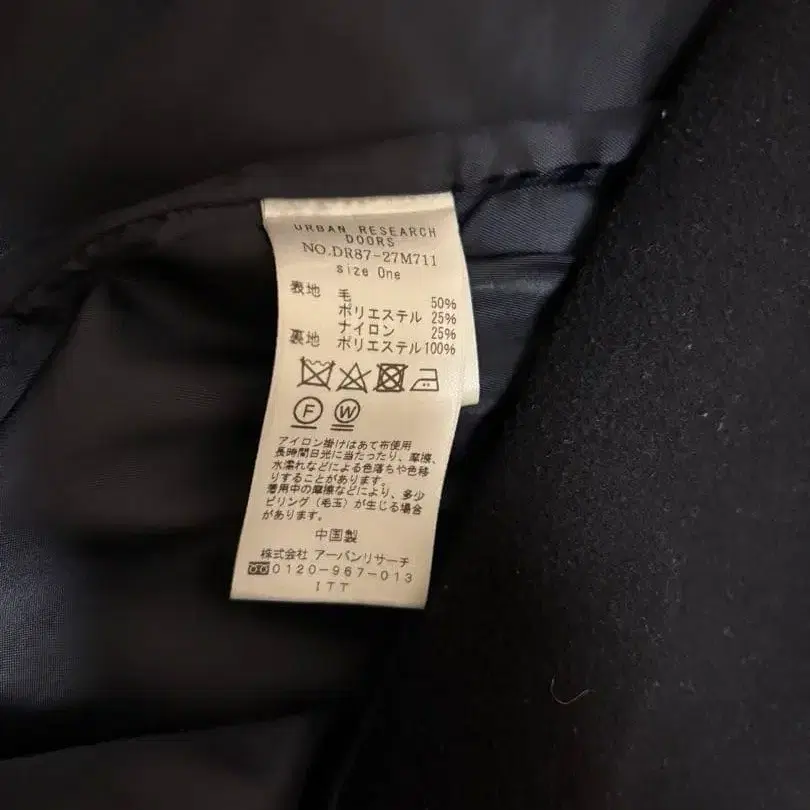 URBAN RESEARCH
DOORS
NO.DR87-27M711
size One
表地 毛 50%
ポリエステル 25%
ナイロン 25%
裏地 ポリエステル100%
F W
アイロン掛けはあて布使用
長時間日光に当たったり、摩擦、
水濡れなどによる色落ちや色移
りすることがあります。
着用中の摩擦などにより、多少
ピリング(毛玉)が生じる場合
があります。
中国製
株式会社 アーバンリサーチ
0120-967-013
ITT